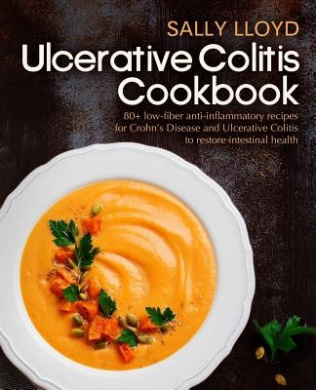 SALLY LLOYD
Ulcerative Colitis
Cookbook
80+ low-fiber anti-inflammatory recipes
for Crohn's Disease and Ulcerative Colitis
to restore intestinal health